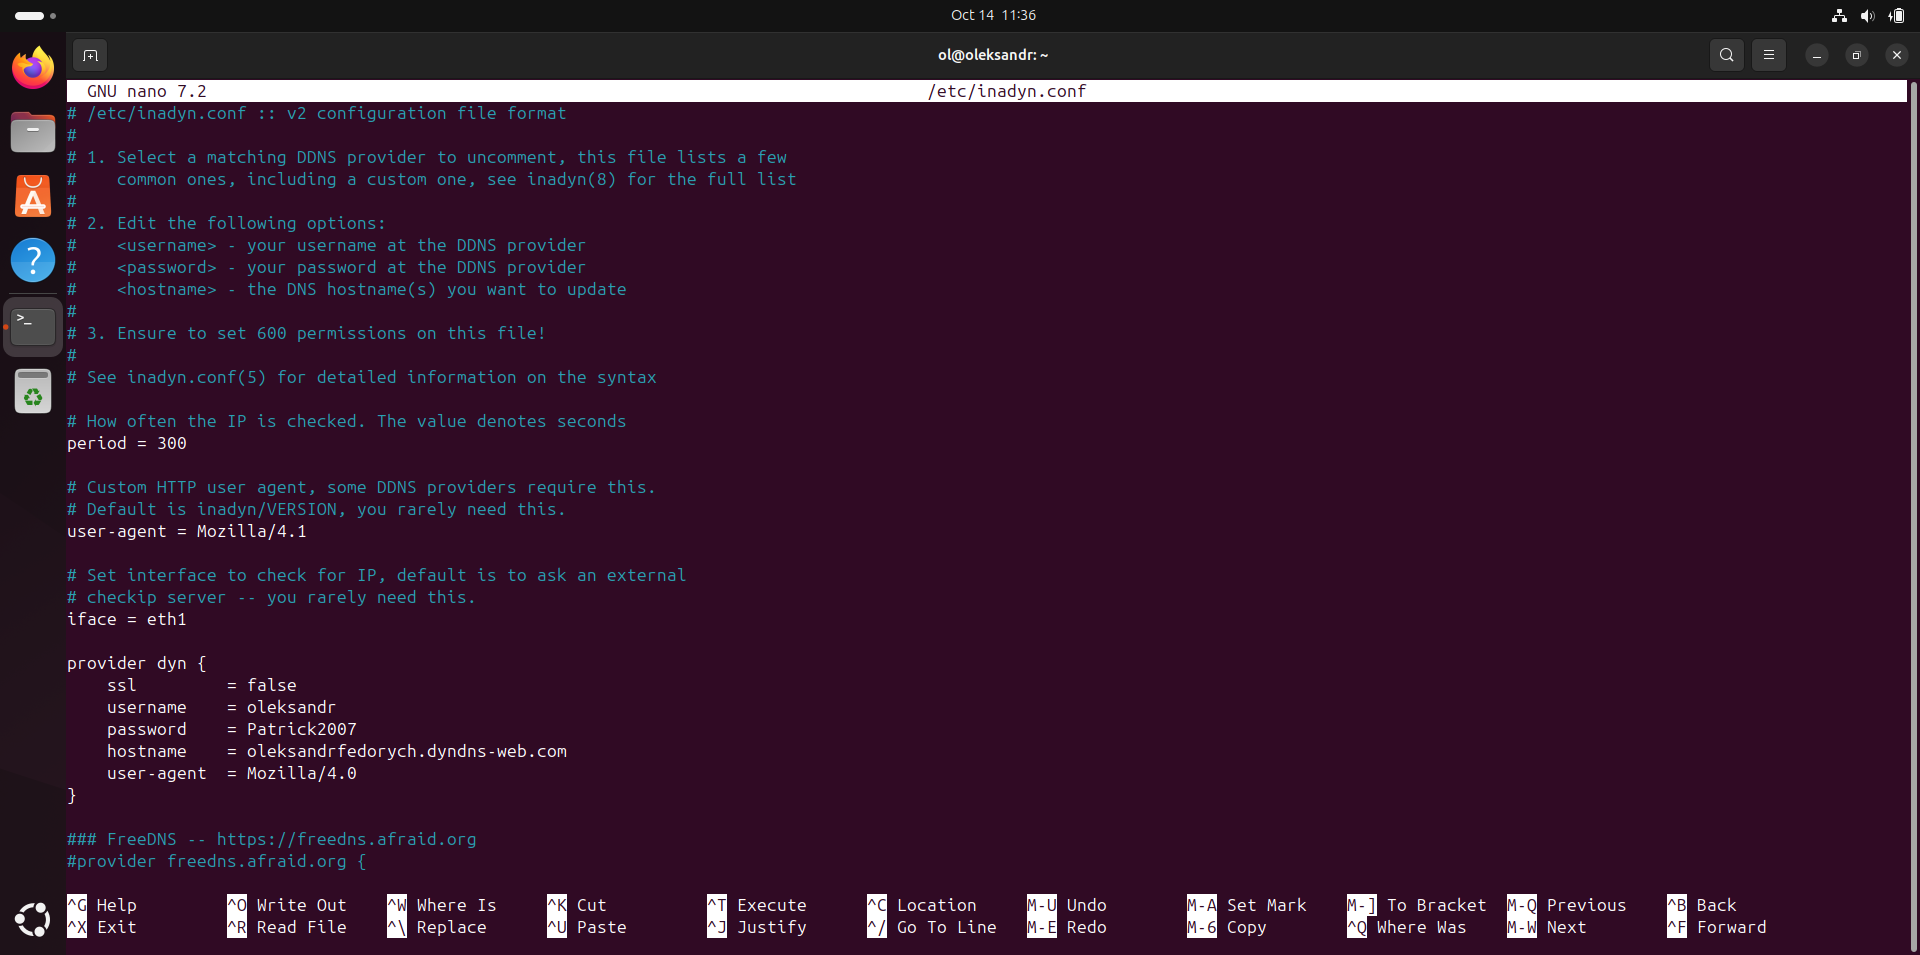 Oct 14 11:36
ol@oleksandr: ~
GNU nano 7.2 /etc/inadyn.conf
# /etc/inadyn.conf :: v2 configuration file format
#
# 1. Select a matching DDNS provider to uncomment, this file lists a few
#    common ones, including a custom one, see inadyn(8) for the full list
#
# 2. Edit the following options:
#    <username> - your username at the DDNS provider
#    <password> - your password at the DDNS provider
#    <hostname> - the DNS hostname(s) you want to update
#
# 3. Ensure to set 600 permissions on this file!
#
# See inadyn.conf(5) for detailed information on the syntax
# How often the IP is checked. The value denotes seconds
period = 300
# Custom HTTP user agent, some DDNS providers require this.
# Default is inadyn/VERSION, you rarely need this.
user-agent = Mozilla/4.1
# Set interface to check for IP, default is to ask an external
# checkip server -- you rarely need this.
iface = eth1
provider dyn {
    ssl         = false
    username    = oleksandr
    password    = Patrick2007
    hostname    = oleksandrfedorych.dyndns-web.com
    user-agent  = Mozilla/4.0
}
### FreeDNS -- https://freedns.afraid.org
#provider freedns.afraid.org {
^G Help ^O Write Out ^W Where Is ^K Cut ^T Execute ^C Location M-U Undo M-A Set Mark M-] To Bracket M-Q Previous ^B Back
^X Exit ^R Read File ^\ Replace ^U Paste ^J Justify ^/ Go To Line M-E Redo M-6 Copy ^Q Where Was M-W Next ^F Forward